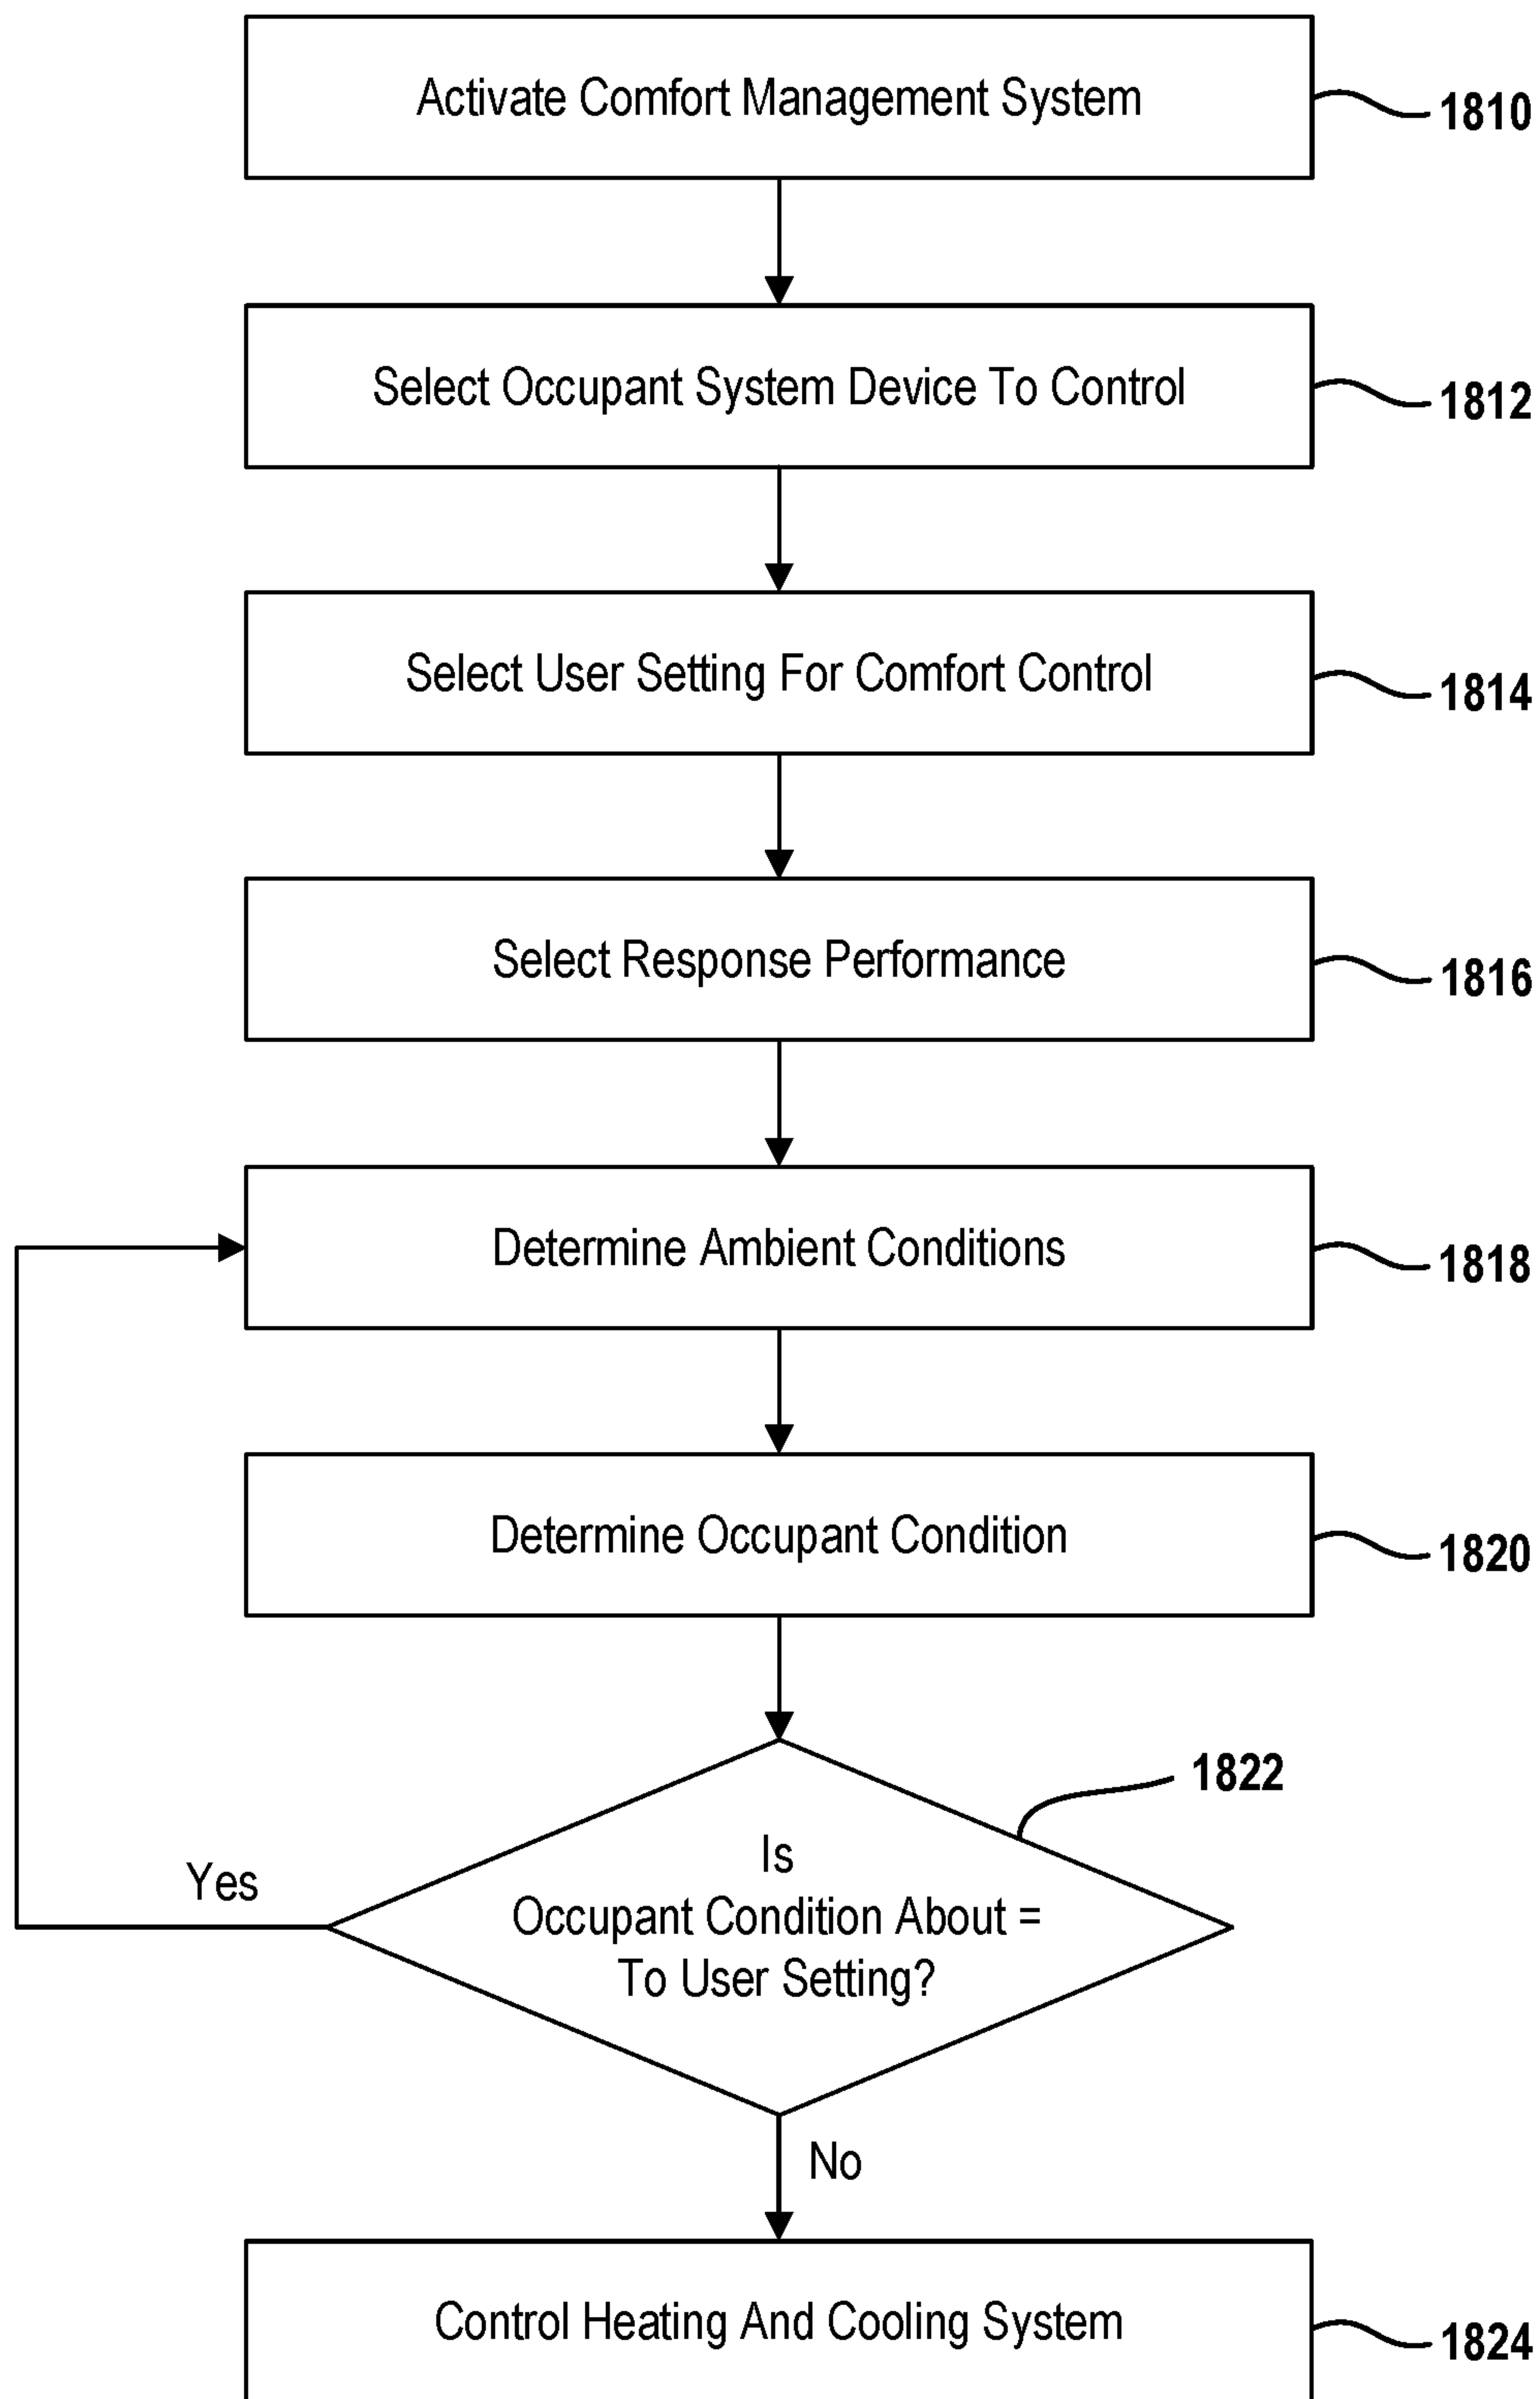 Activate Comfort Management System
1810
Select Occupant System Device To Control
1812
Select User Setting For Comfort Control
1814
Select Response Performance
1816
Determine Ambient Conditions
1818
Determine Occupant Condition
1820
1822
Is
Occupant Condition About =
To User Setting?
Yes
No
Control Heating And Cooling System
1824